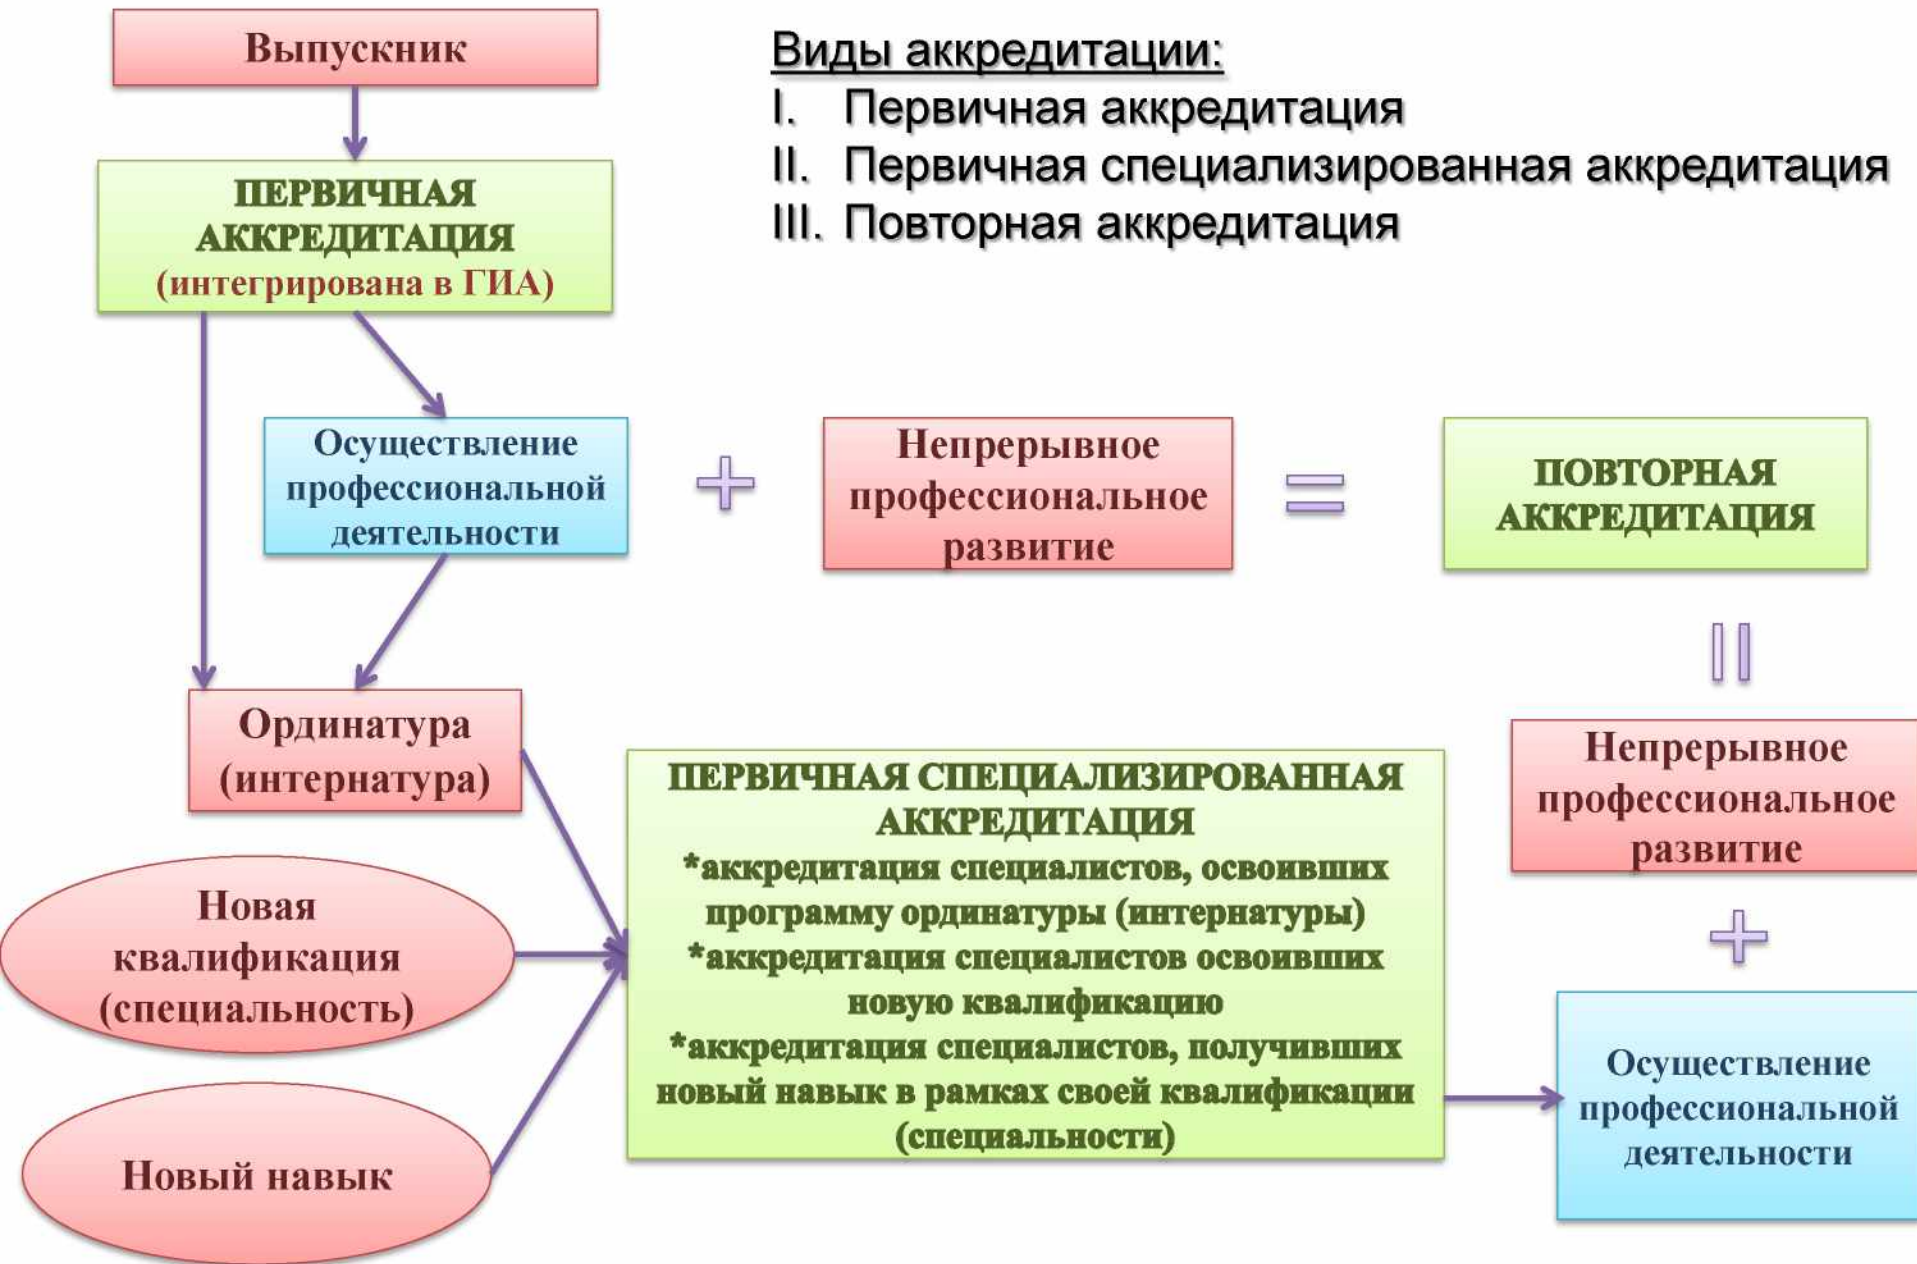 Выпускник
Виды аккредитации:
I. Первичная аккредитация
II. Первичная специализированная аккредитация
III. Повторная аккредитация
ПЕРВИЧНАЯ
АККРЕДИТАЦИЯ
(интегрирована в ГИА)
Осуществление
профессиональной
деятельности
+
Непрерывное
профессиональное
развитие
=
ПОВТОРНАЯ
АККРЕДИТАЦИЯ
=
Непрерывное
профессиональное
развитие
+
Осуществление
профессиональной
деятельности
Ординатура
(интернатура)
Новая
квалификация
(специальность)
Новый навык
ПЕРВИЧНАЯ СПЕЦИАЛИЗИРОВАННАЯ
АККРЕДИТАЦИЯ
*аккредитация специалистов, освоивших
программу ординатуры (интернатуры)
*аккредитация специалистов освоивших
новую квалификацию
*аккредитация специалистов, получивших
новый навык в рамках своей квалификации
(специальности)